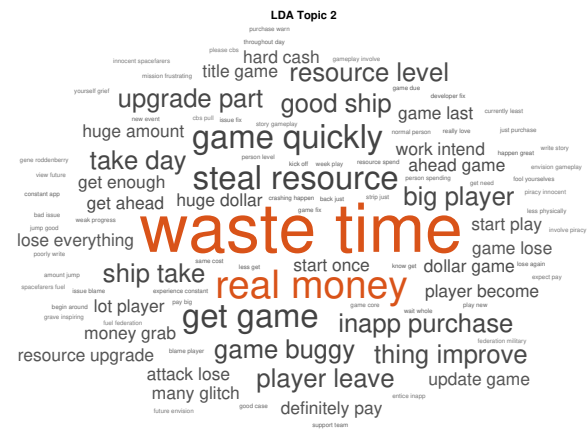 LDA Topic 2
purchase warn
throughout day
please cbs
hard cash
gameplay involve
innocent spacefarers
mission frustrating
title game
resource level
yourself grief
game due
developer fix
upgrade part
good ship
game last
currently least
new event
cbs pull
issue fix
story gameplay
huge amount
game quickly
normal person
really love
just purchase
work intend
write story
gene roddenberry
take day
person level
kick off
week play
resource spend
ahead game
happen great
envision gameplay
view future
get enough
steal resource
person spending
get need
fool yourselves
constant app
get ahead
huge dollar
crashing happen
back just
strip just
big player
piracy innocent
bad issue
weak progress
game fix
less physically
jump good
waste time
start play
involve piracy
lose everything
game lose
poorly write
same cost
amount jump
ship take
less get
start once
know get
dollar game
lose again
expect pay
spacefarers fuel
issue blame
experience constant
real money
player become
begin around
lot player
pay big
game core
wait whole
play new
grave inspiring
fuel federation
get game
inapp purchase
money grab
federation military
resource upgrade
blame player
game buggy
thing improve
attack lose
player leave
update game
many glitch
entice inapp
future envision
good case
definitely pay
support team